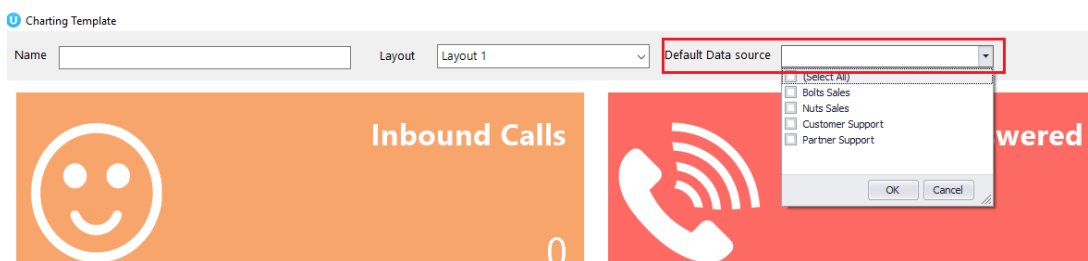 U Charting Template
Name Layout Layout 1 Default Data source
(Select All)
Bolts Sales
Nuts Sales
Customer Support
Partner Support
OK Cancel
Inbound Calls
0
wered